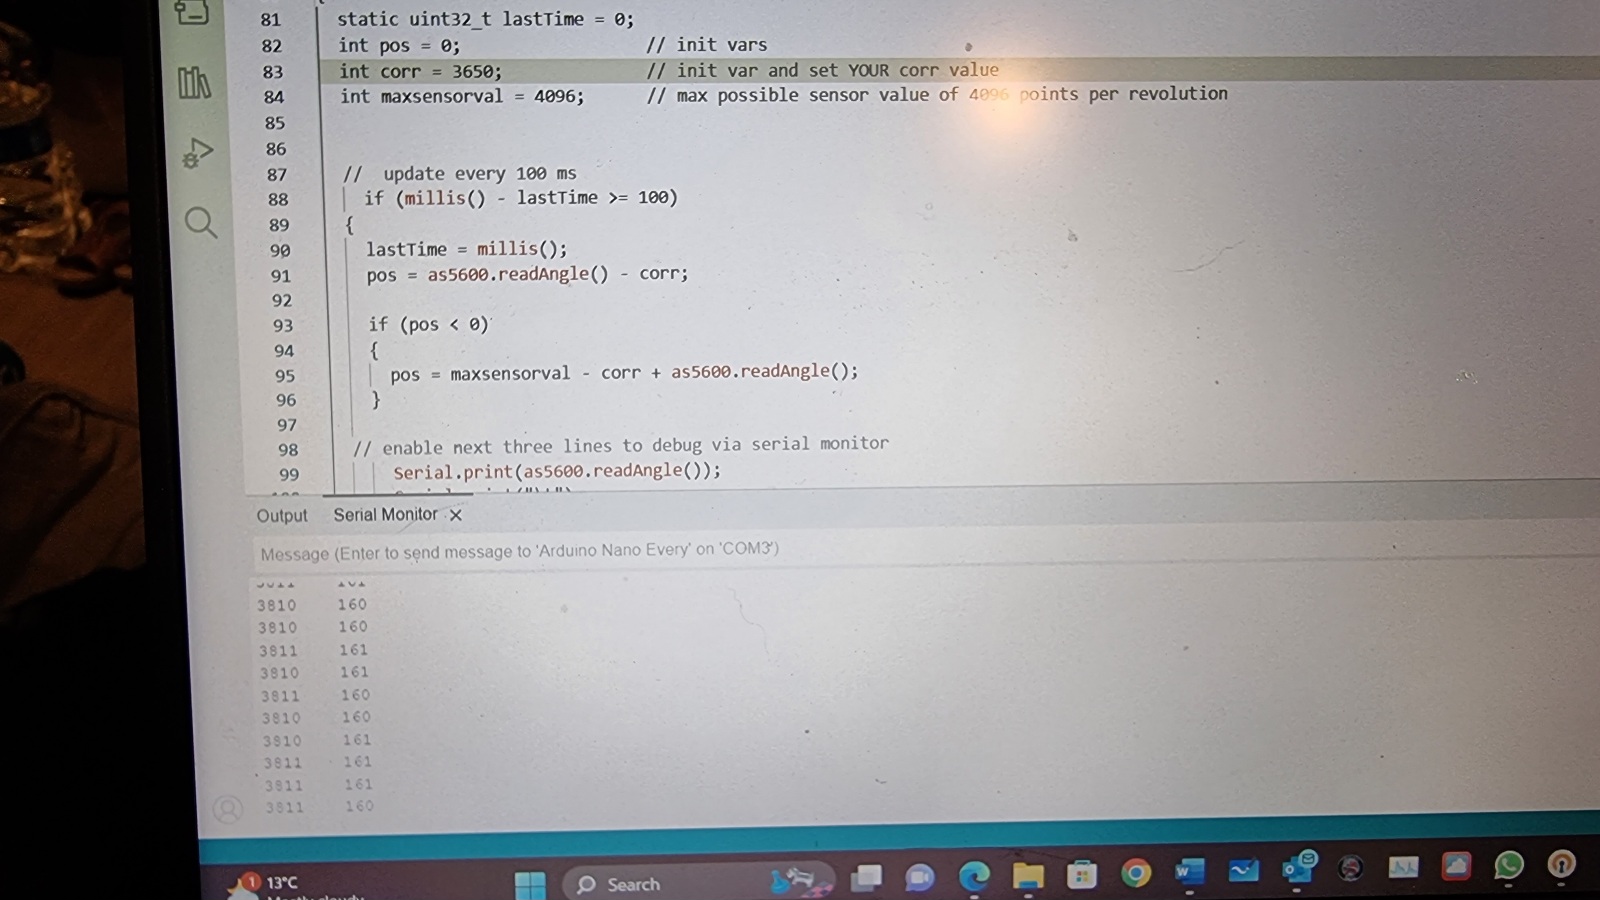 81 static uint32_t lastTime = 0;
82 int pos = 0; // init vars
83 int corr = 3650; // init var and set YOUR corr value
84 int maxsensorval = 4096; // max possible sensor value of 4096 points per revolution
85
86
87 // update every 100 ms
88 if (millis() - lastTime >= 100)
89 {
90 lastTime = millis();
91 pos = as5600.readAngle() - corr;
92
93 if (pos < 0)
94 {
95 pos = maxsensorval - corr + as5600.readAngle();
96 }
97
98 // enable next three lines to debug via serial monitor
99 Serial.print(as5600.readAngle());
Output Serial Monitor X
Message (Enter to send message to 'Arduino Nano Every' on 'COM3')
3810 160
3810 160
3811 161
3810 161
3811 160
3810 160
3810 161
3811 161
3811 161
3811 160
1 13°C
Search